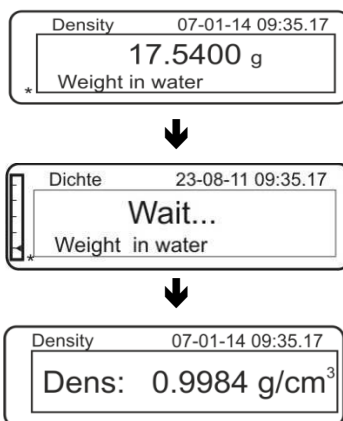 Density 07-01-14 09:35.17
17.5400 g
Weight in water
*
Dichte 23-08-11 09:35.17
Wait...
Weight in water
*
Density 07-01-14 09:35.17
Dens: 0.9984 g/cm³